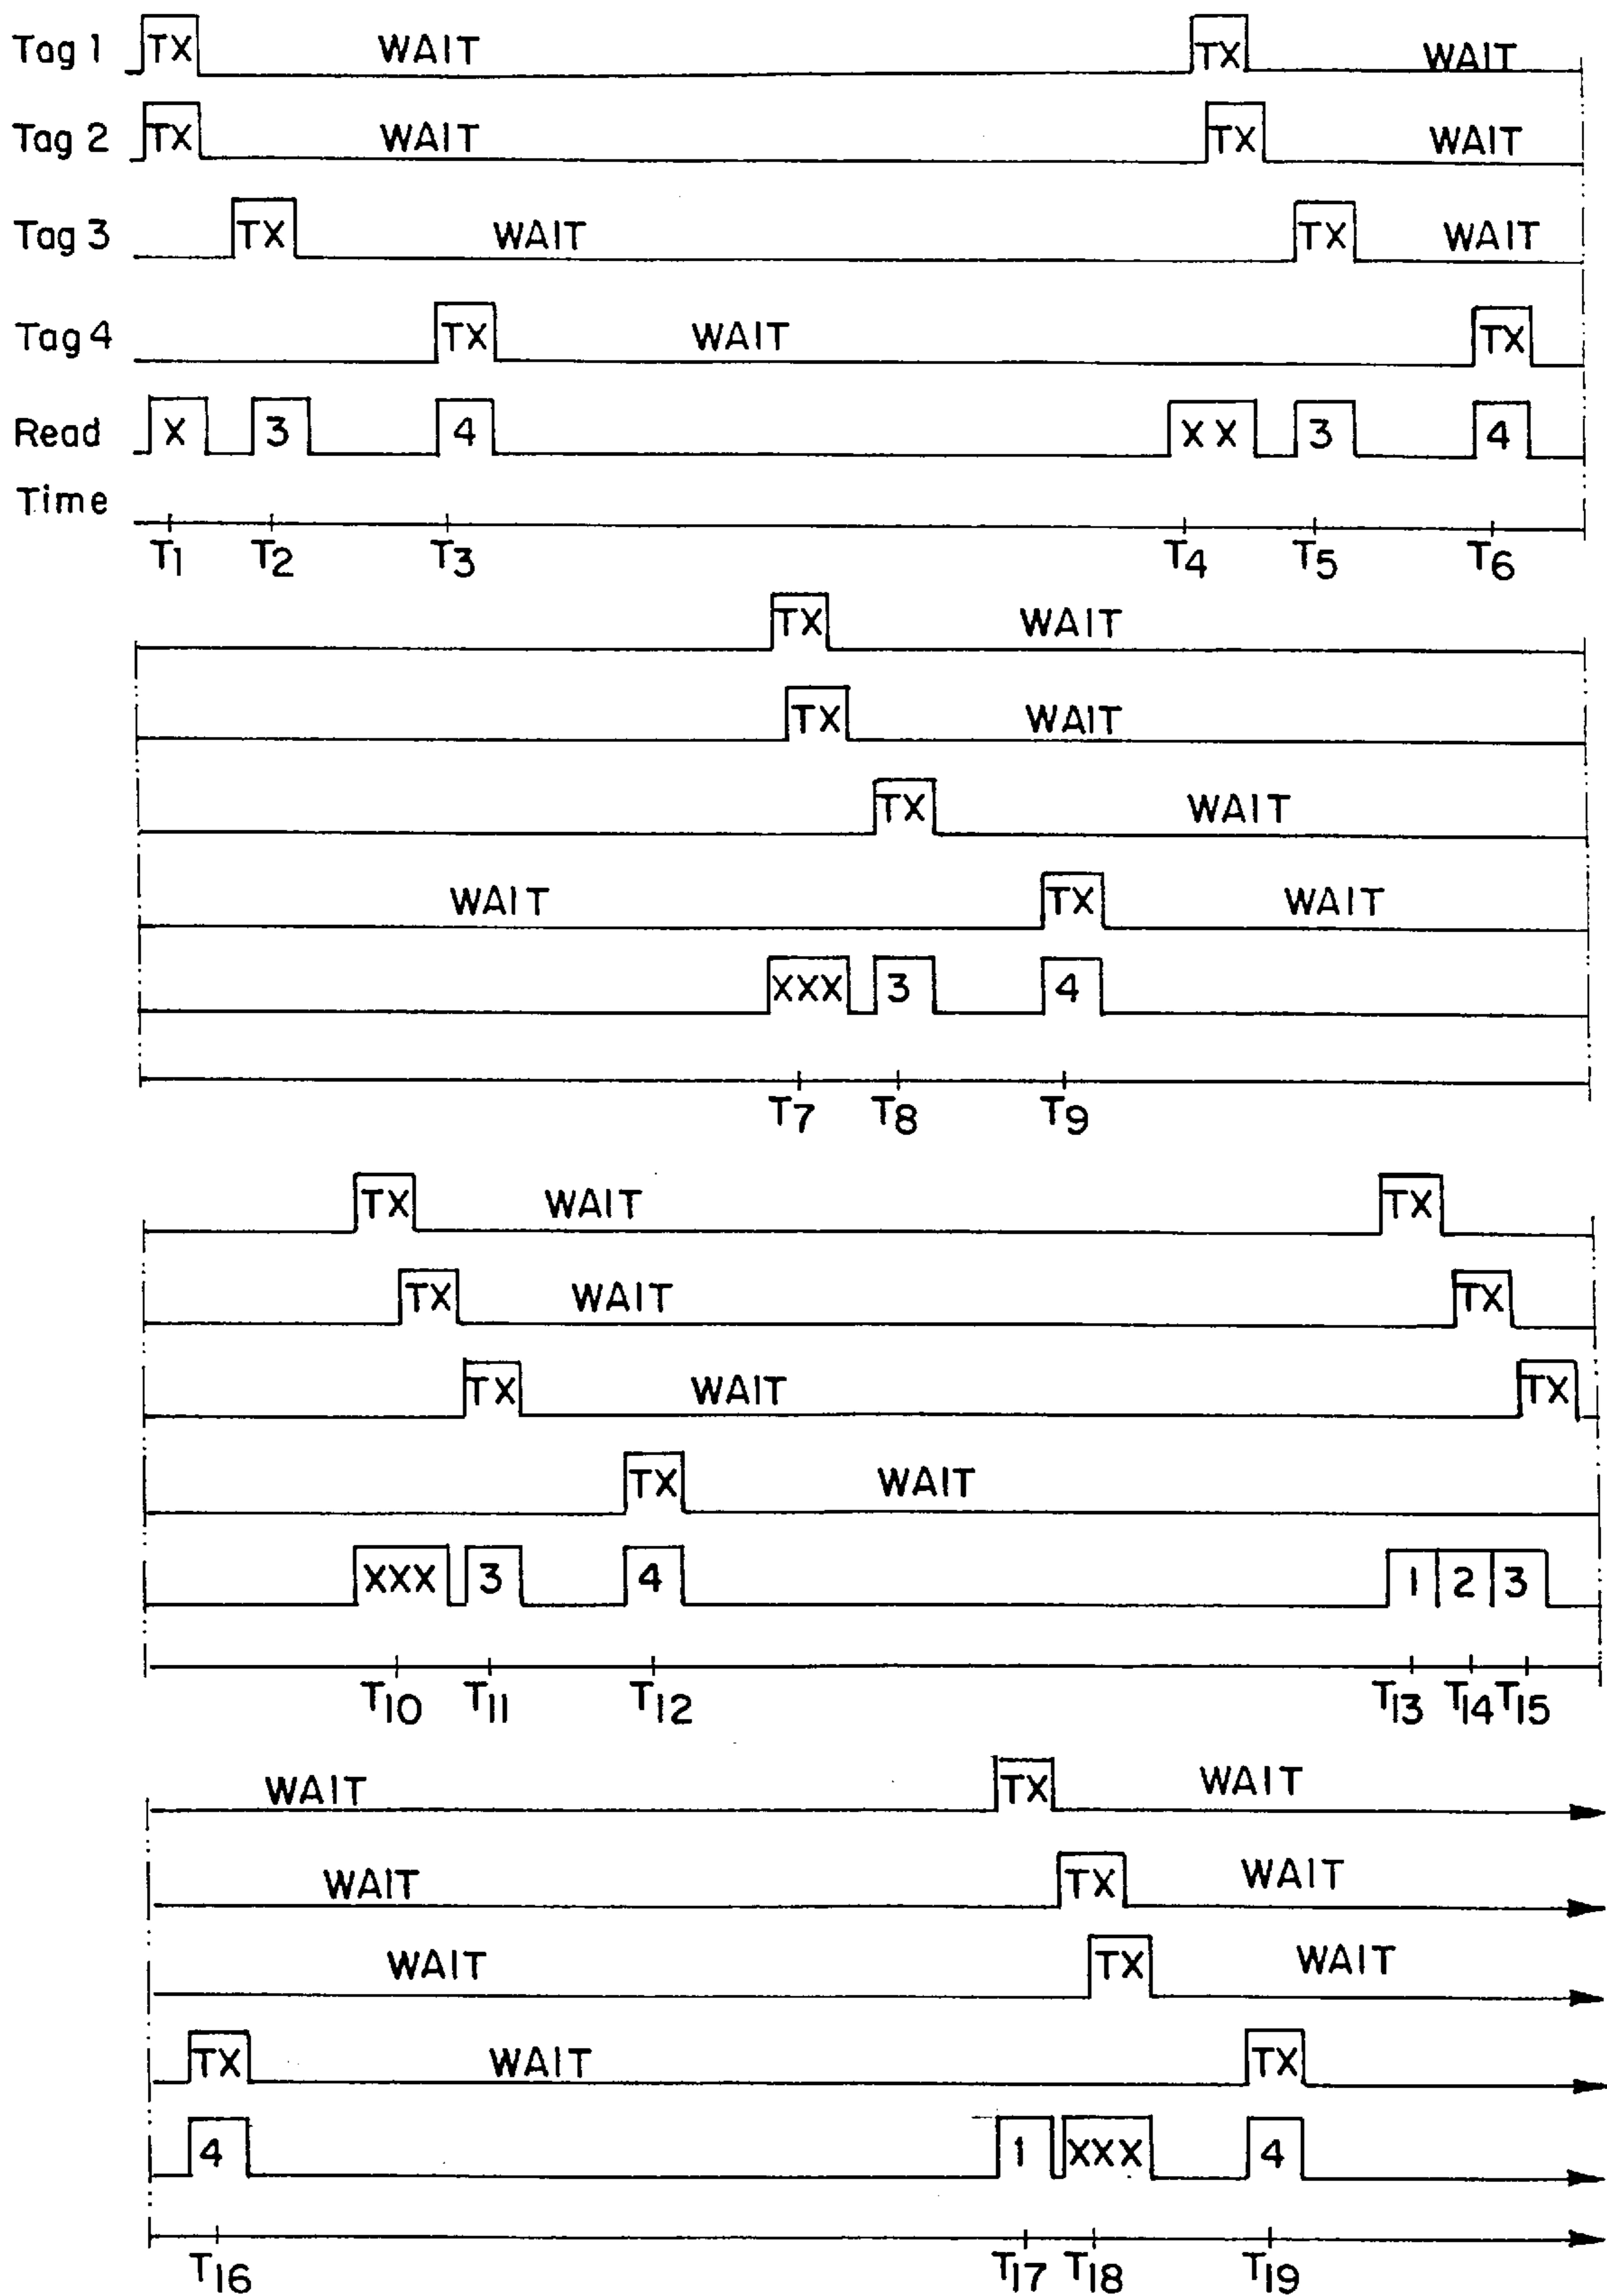 Tag 1 TX WAIT TX WAIT
Tag 2 TX WAIT TX WAIT
Tag 3 TX WAIT TX WAIT
Tag 4 TX WAIT TX
Read X 3 4 XX 3 4
Time
T1 T2 T3 T4 T5 T6
TX WAIT
TX WAIT
TX WAIT
WAIT TX WAIT
XXX 3 4
T7 T8 T9
TX WAIT TX
TX WAIT TX
TX WAIT TX
TX WAIT
XXX 3 4 1 2 3
T10 T11 T12 T13 T14 T15
WAIT TX WAIT
WAIT TX WAIT
WAIT TX WAIT
TX WAIT TX
4 1 XXX 4
T16 T17 T18 T19